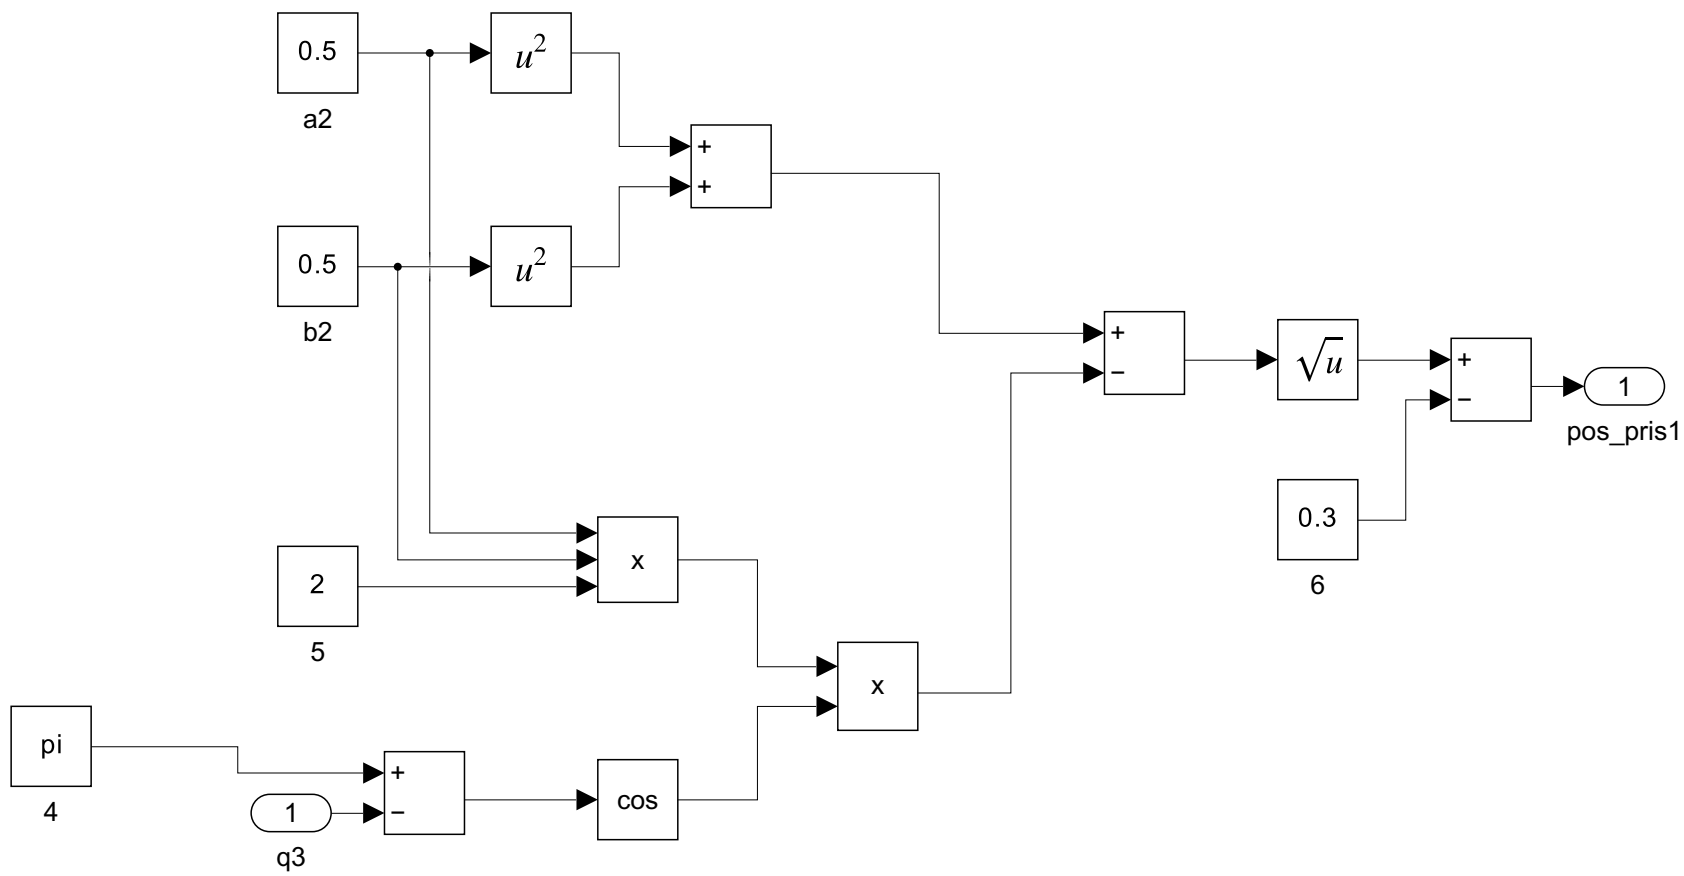 0.5
a2
u²
+
+
0.5
b2
u²
+
−
√u
+
−
1
pos_pris1
0.3
6
2
5
x
x
pi
4
+
−
1
q3
cos